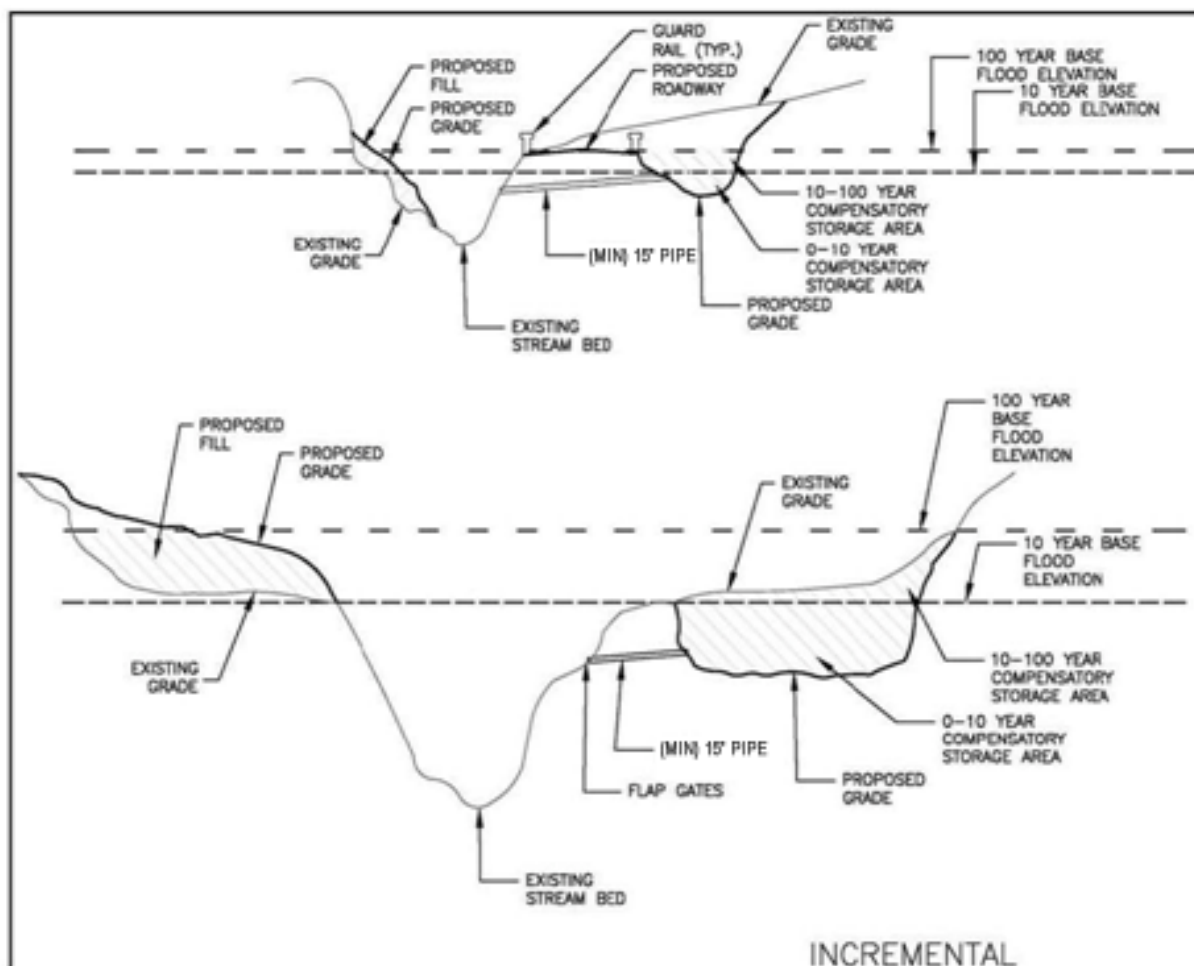 GUARD
RAIL (TYP.)
EXISTING
GRADE
PROPOSED
FILL
PROPOSED
ROADWAY
100 YEAR BASE
FLOOD ELEVATION
PROPOSED
GRADE
10 YEAR BASE
FLOOD ELEVATION
10-100 YEAR
COMPENSATORY
STORAGE AREA
EXISTING
GRADE
(MIN) 15" PIPE
0-10 YEAR
COMPENSATORY
STORAGE AREA
PROPOSED
GRADE
EXISTING
STREAM BED
100 YEAR
BASE
FLOOD
ELEVATION
PROPOSED
FILL
PROPOSED
GRADE
EXISTING
GRADE
10 YEAR BASE
FLOOD
ELEVATION
EXISTING
GRADE
10-100 YEAR
COMPENSATORY
STORAGE AREA
0-10 YEAR
COMPENSATORY
STORAGE AREA
(MIN) 15" PIPE
FLAP GATES
PROPOSED
GRADE
EXISTING
STREAM BED
INCREMENTAL